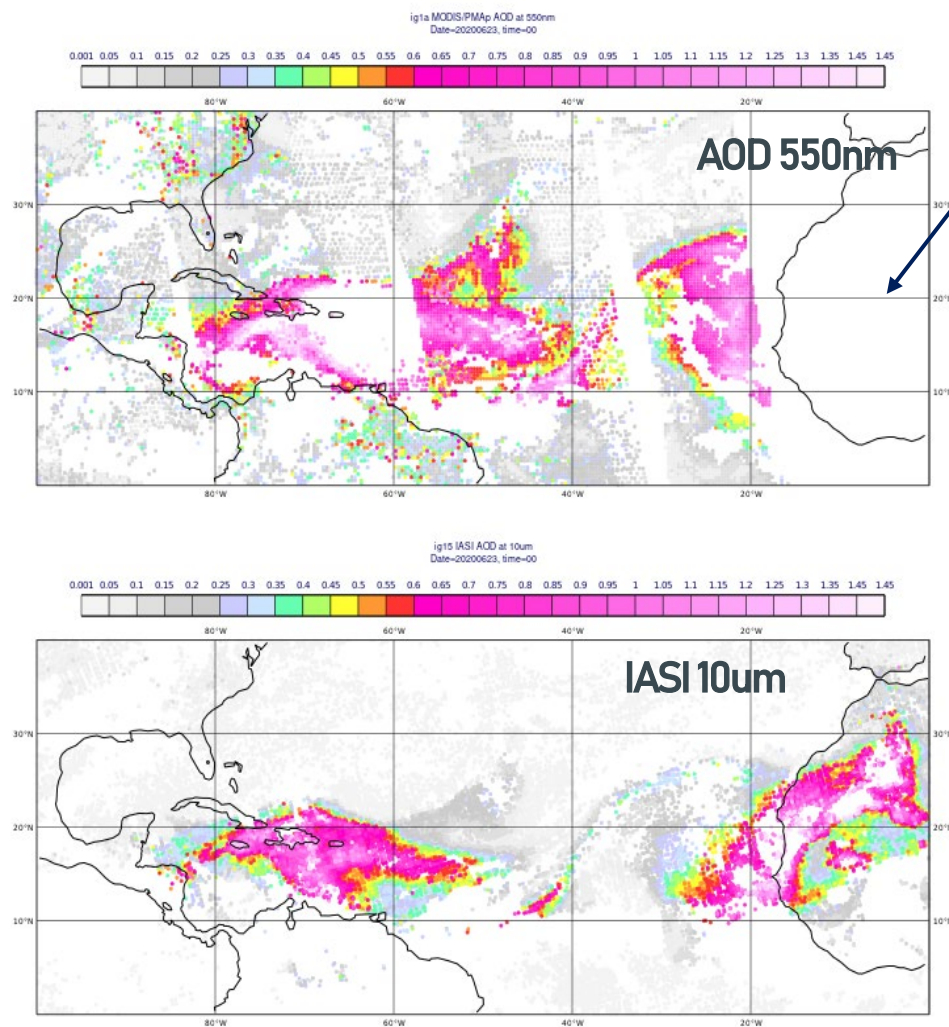 ig1a MODIS/PMAp AOD at 550nm
Date=20200623, time=00
0.001 0.05 0.1 0.15 0.2 0.25 0.3 0.35 0.4 0.45 0.5 0.55 0.6 0.65 0.7 0.75 0.8 0.85 0.9 0.95 1 1.05 1.1 1.15 1.2 1.25 1.3 1.35 1.45 1.45
80°W 60°W 40°W 20°W
AOD 550nm
30°N 30°N
20°N 20°N
10°N 10°N
80°W 60°W 40°W 20°W
ig15 IASI AOD at 10um
Date=20200623, time=00
0.001 0.05 0.1 0.15 0.2 0.25 0.3 0.35 0.4 0.45 0.5 0.55 0.6 0.65 0.7 0.75 0.8 0.85 0.9 0.95 1 1.05 1.1 1.15 1.2 1.25 1.3 1.35 1.45 1.45
80°W 60°W 40°W 20°W
IASI 10um
30°N 30°N
20°N 20°N
10°N 10°N
80°W 60°W 40°W 20°W